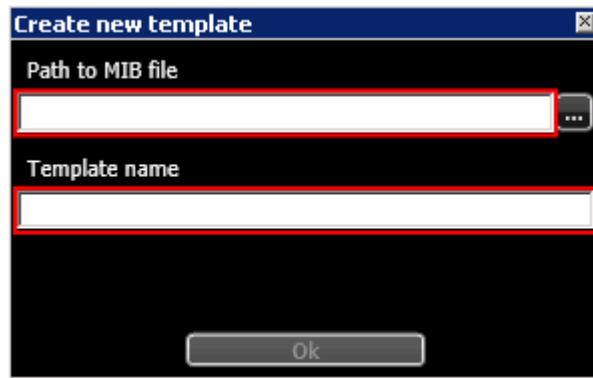 Create new template
Path to MIB file
...
Template name
Ok